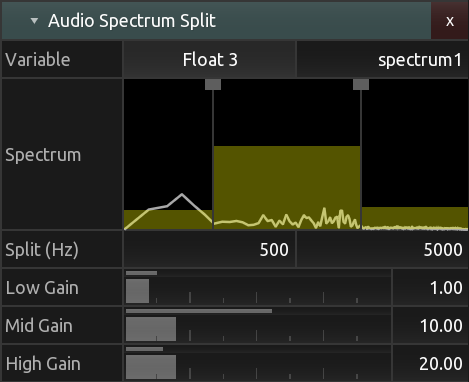 Audio Spectrum Split x
Variable Float 3 spectrum1
Spectrum
Split (Hz) 500 5000
Low Gain 1.00
Mid Gain 10.00
High Gain 20.00